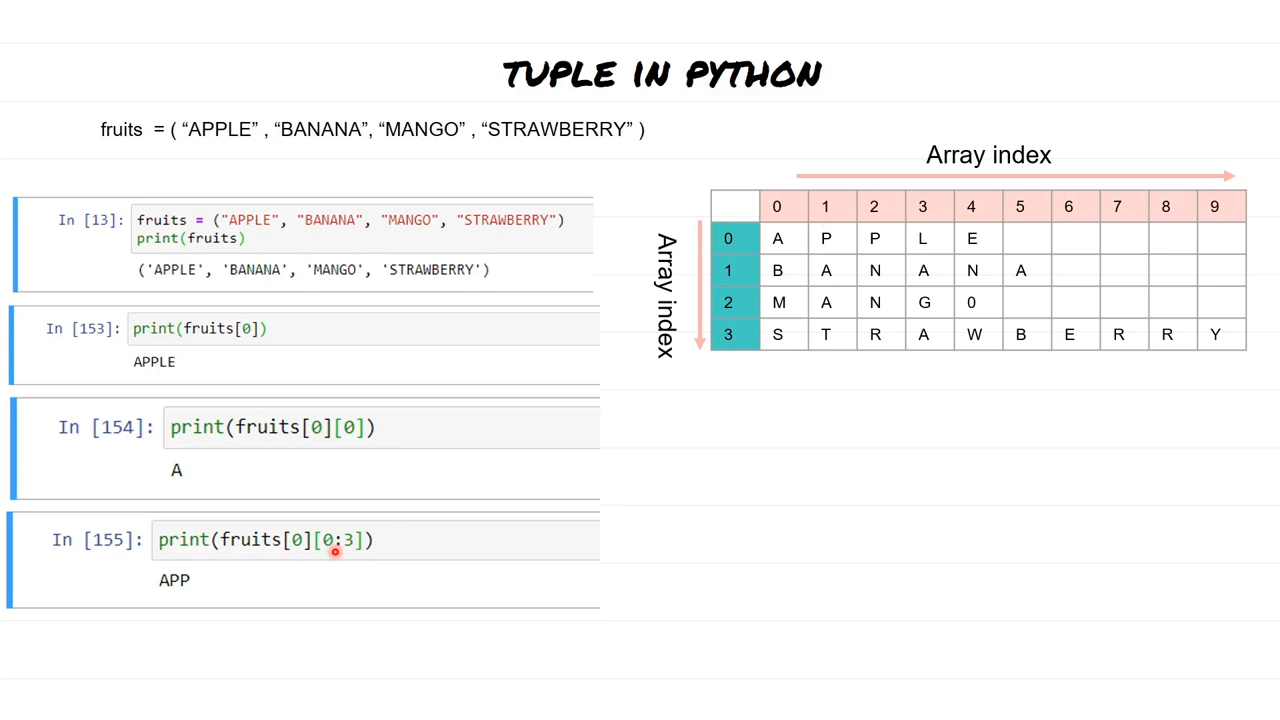 TUPLE IN PYTHON
fruits = ( “APPLE” , “BANANA”, “MANGO” , “STRAWBERRY” )
In [13]: fruits = ("APPLE", "BANANA", "MANGO", "STRAWBERRY")
print(fruits)
('APPLE', 'BANANA', 'MANGO', 'STRAWBERRY')
In [153]: print(fruits[0])
APPLE
In [154]: print(fruits[0][0])
A
In [155]: print(fruits[0][0:3])
APP
Array index
Array index
0 1 2 3 4 5 6 7 8 9
0 A P P L E
1 B A N A N A
2 M A N G 0
3 S T R A W B E R R Y